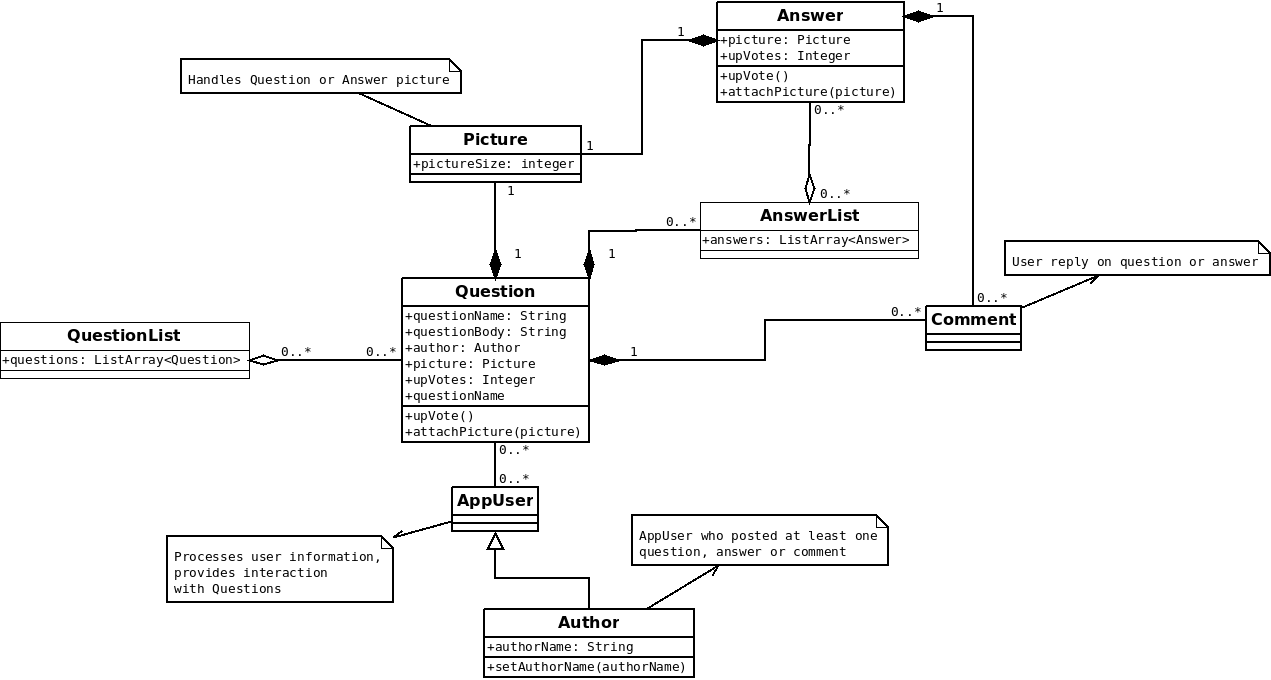 Answer
+picture: Picture
+upVotes: Integer
+upVote()
+attachPicture(picture)
1
1
0..*
Handles Question or Answer picture
Picture
+pictureSize: integer
1
1
0..*
AnswerList
+answers: ListArray<Answer>
0..*
1
1
User reply on question or answer
Question
+questionName: String
+questionBody: String
+author: Author
+picture: Picture
+upVotes: Integer
+questionName
+upVote()
+attachPicture(picture)
QuestionList
+questions: ListArray<Question>
0..*
0..*
1
0..*
0..*
Comment
0..*
0..*
AppUser
Processes user information,
provides interaction
with Questions
AppUser who posted at least one
question, answer or comment
Author
+authorName: String
+setAuthorName(authorName)